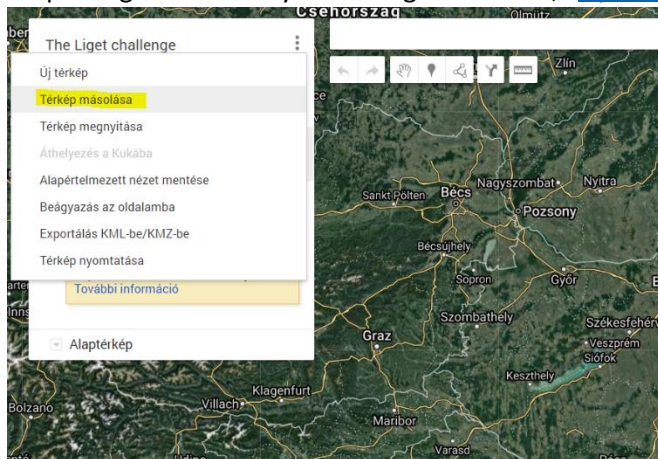 Csehország
Olmütz
The Liget challenge
Új térkép
Térkép másolása
Térkép megnyitása
Áthelyezés a Kukába
Alapértelmezett nézet mentése
Beágyazás az oldalamba
Exportálás KML-be/KMZ-be
Térkép nyomtatása
További információ
Alaptérkép
Zlín
Sankt Pölten
Bécs
Nagyszombat
Nyitra
Pozsony
Bécsújhely
Sopron
Győr
Szombathely
Székesfehérv
Graz
Veszprém
Siófok
Keszthely
Klagenfurt
Villach
Bolzano
Maribor
Varasd